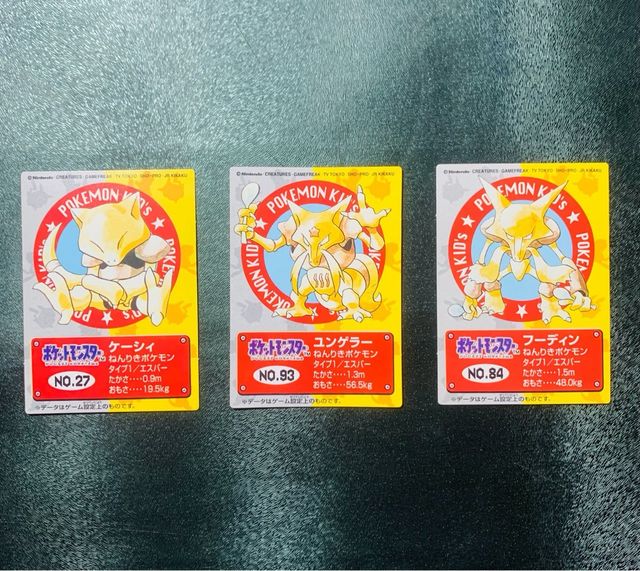 ©Nintendo・CREATURES・GAMEFREAK・TV TOKYO・SHO-PRO・JR KIKAKU
POKEMON KID'S ★ POKEMON KID'S ★
ポケットモンスター
NO.27
ケーシィ
ねんりきポケモン
タイプ1/エスパー
たかさ‥‥0.9m
おもさ‥‥19.5kg
※データはゲーム設定上のものです。
©Nintendo・CREATURES・GAMEFREAK・TV TOKYO・SHO-PRO・JR KIKAKU
POKEMON KID'S ★ POKEMON KID'S ★
ポケットモンスター
NO.93
ユンゲラー
ねんりきポケモン
タイプ1/エスパー
たかさ‥‥1.3m
おもさ‥‥56.5kg
※データはゲーム設定上のものです。
©Nintendo・CREATURES・GAMEFREAK・TV TOKYO・SHO-PRO・JR KIKAKU
POKEMON KID'S ★ POKEMON
ポケットモンスター
NO.84
フーディン
ねんりきポケモン
タイプ1/エスパー
たかさ‥‥1.5m
おもさ‥‥48.0kg
※データはゲーム設定上のものです。